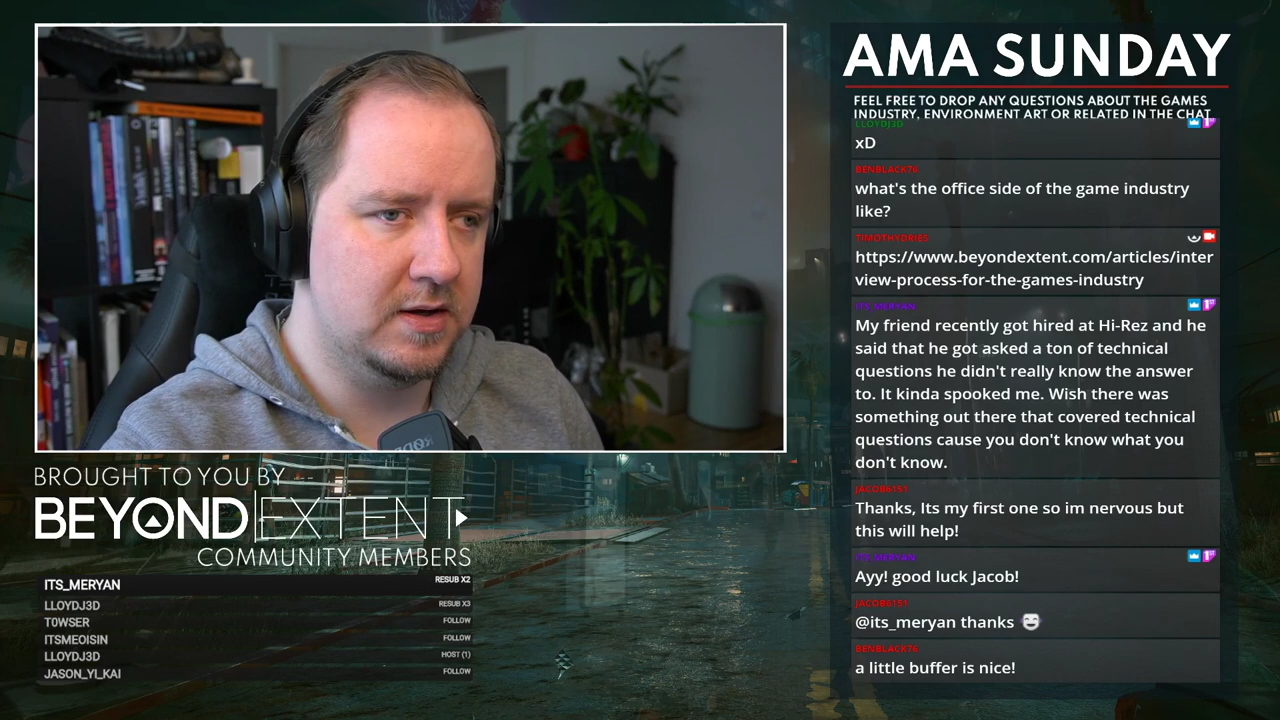 AMA SUNDAY
FEEL FREE TO DROP ANY QUESTIONS ABOUT THE GAMES
INDUSTRY, ENVIRONMENT ART OR RELATED IN THE CHAT
LLOYDJ3D
xD
BENBLACK76
what's the office side of the game industry
like?
TIMOTHYDRIES
https://www.beyondextent.com/articles/inter
view-process-for-the-games-industry
ITS_MERYAN
My friend recently got hired at Hi-Rez and he
said that he got asked a ton of technical
questions he didn't really know the answer
to. It kinda spooked me. Wish there was
something out there that covered technical
questions cause you don't know what you
don't know.
JACOB6151
Thanks, Its my first one so im nervous but
this will help!
ITS_MERYAN
Ayy! good luck Jacob!
JACOB6151
@its_meryan thanks
BENBLACK76
a little buffer is nice!
BROUGHT TO YOU BY
BEYOND EXTENT
COMMUNITY MEMBERS
ITS_MERYAN RESUB X2
LLOYDJ3D RESUB X3
T0WSER FOLLOW
ITSMEOISIN FOLLOW
LLOYDJ3D HOST (1)
JASON_YI_KAI FOLLOW
RØDE